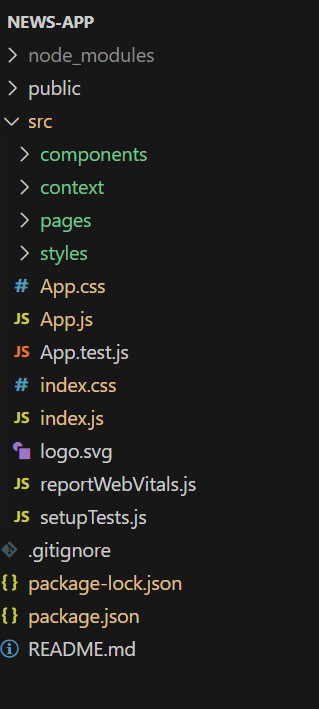 NEWS-APP
node_modules
public
src
components
context
pages
styles
# App.css
JS App.js
JS App.test.js
# index.css
JS index.js
logo.svg
JS reportWebVitals.js
JS setupTests.js
.gitignore
{} package-lock.json
{} package.json
README.md